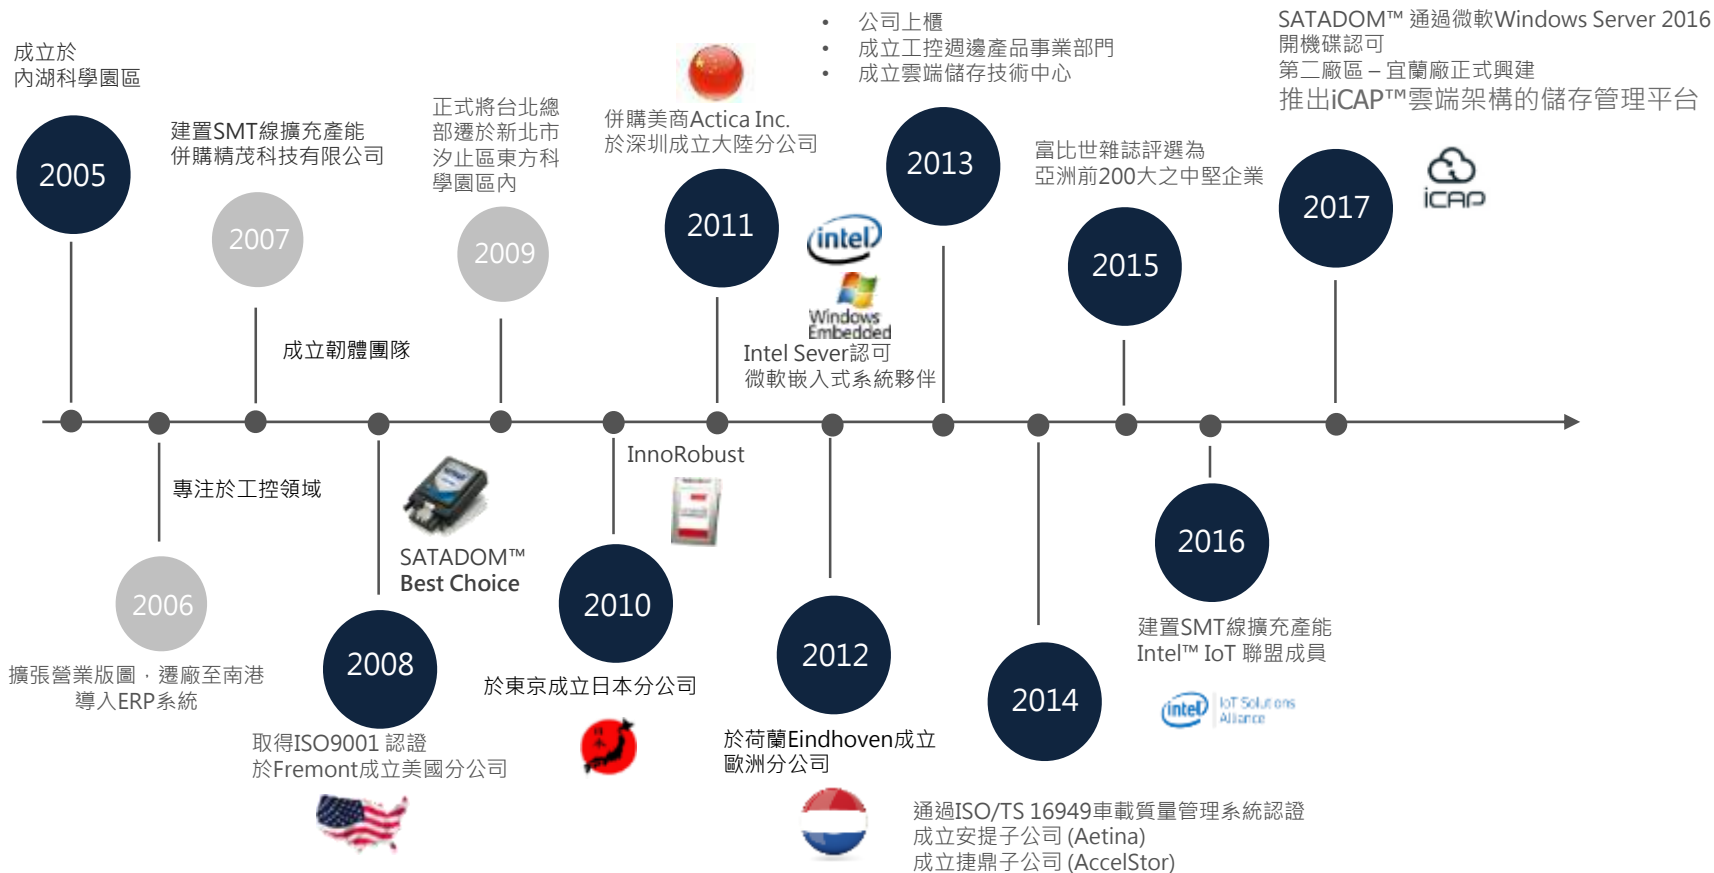 成立於
內湖科學園區
2005
建置SMT線擴充產能
併購精茂科技有限公司
2007
成立韌體團隊
正式將台北總
部遷於新北市
汐止區東方科
學園區內
2009
併購美商Actica Inc.
於深圳成立大陸分公司
2011
intel
Windows
Embedded
Intel Sever認可
微軟嵌入式系統夥伴
• 公司上櫃
• 成立工控週邊產品事業部門
• 成立雲端儲存技術中心
2013
富比世雜誌評選為
亞洲前200大之中堅企業
2015
SATADOM™ 通過微軟Windows Server 2016
開機碟認可
第二廠區 – 宜蘭廠正式興建
推出iCAP™雲端架構的儲存管理平台
2017
iCAP
專注於工控領域
2006
擴張營業版圖，遷廠至南港
導入ERP系統
SATADOM™
Best Choice
2008
取得ISO9001 認證
於Fremont成立美國分公司
InnoRobust
2010
於東京成立日本分公司
日本
2012
於荷蘭Eindhoven成立
歐洲分公司
2014
通過ISO/TS 16949車載質量管理系統認證
成立安提子公司 (Aetina)
成立捷鼎子公司 (AccelStor)
2016
建置SMT線擴充產能
Intel™ IoT 聯盟成員
intel
IoT Solutions
Alliance